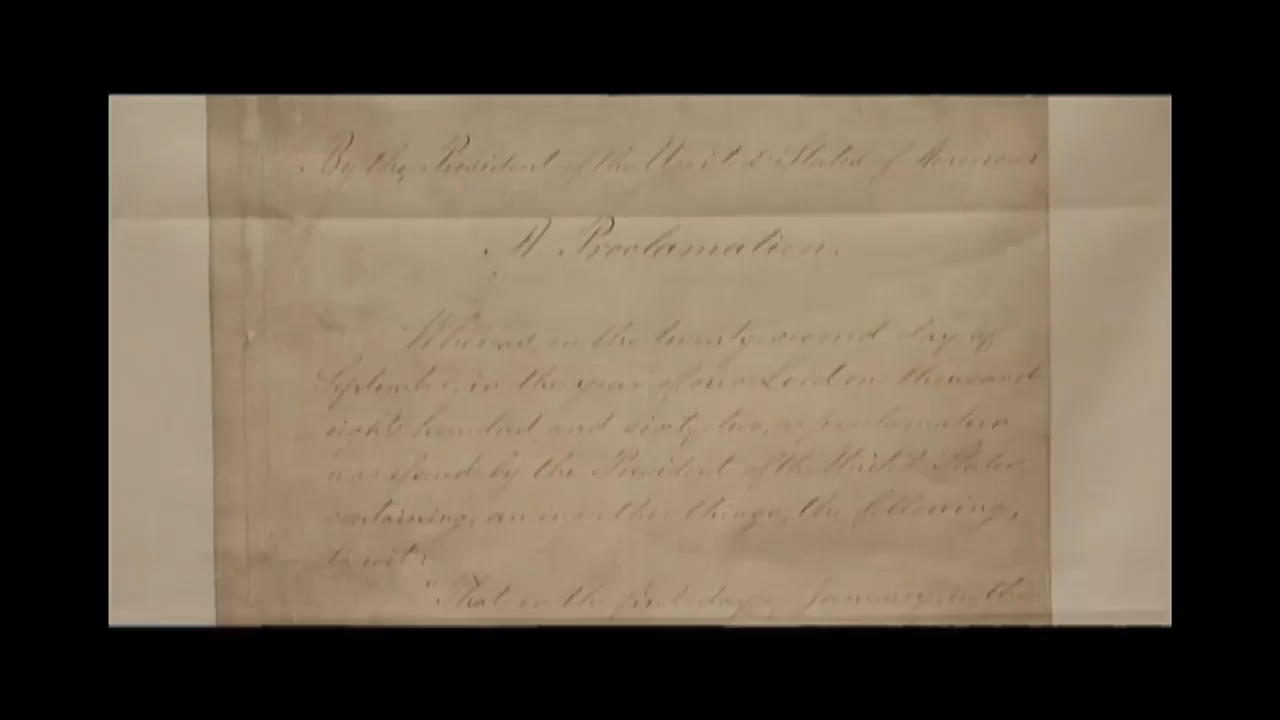 By the President of the United States of America
A Proclamation.
Whereas, on the twenty-second day of
September, in the year of our Lord one thousand
eight hundred and sixty-two, a proclamation
was issued by the President of the United States,
containing, among other things, the following,
to wit:
"That on the first day of January, in the